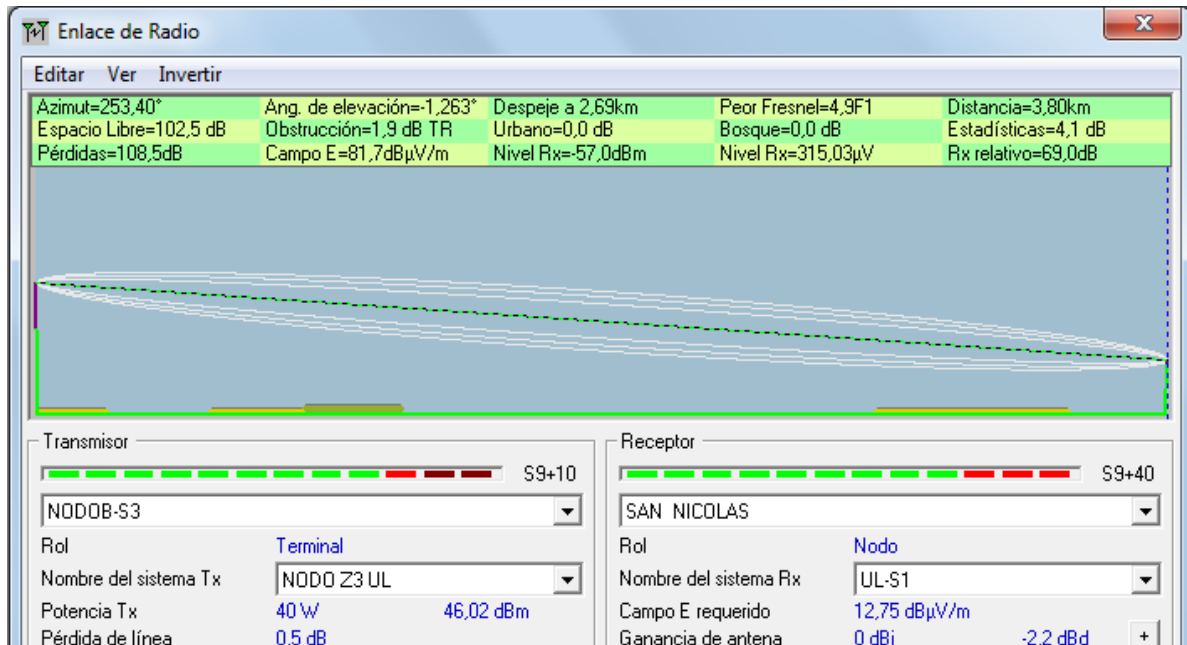 Enlace de Radio
X
Editar Ver Invertir
Azimut=253,40° Ang. de elevación=-1,263° Despeje a 2,69km Peor Fresnel=4,9F1 Distancia=3,80km
Espacio Libre=102,5 dB Obstrucción=1,9 dB TR Urbano=0,0 dB Bosque=0,0 dB Estadísticas=4,1 dB
Pérdidas=108,5dB Campo E=81,7dBµV/m Nivel Rx=-57,0dBm Nivel Rx=315,03µV Rx relativo=69,0dB
Transmisor Receptor
S9+10 S9+40
NODOB-S3 SAN NICOLAS
Rol Terminal Rol Nodo
Nombre del sistema Tx NODO Z3 UL Nombre del sistema Rx UL-S1
Potencia Tx 40 W 46,02 dBm Campo E requerido 12,75 dBµV/m
Pérdida de línea 0,5 dB Ganancia de antena 0 dBi -2,2 dBd +